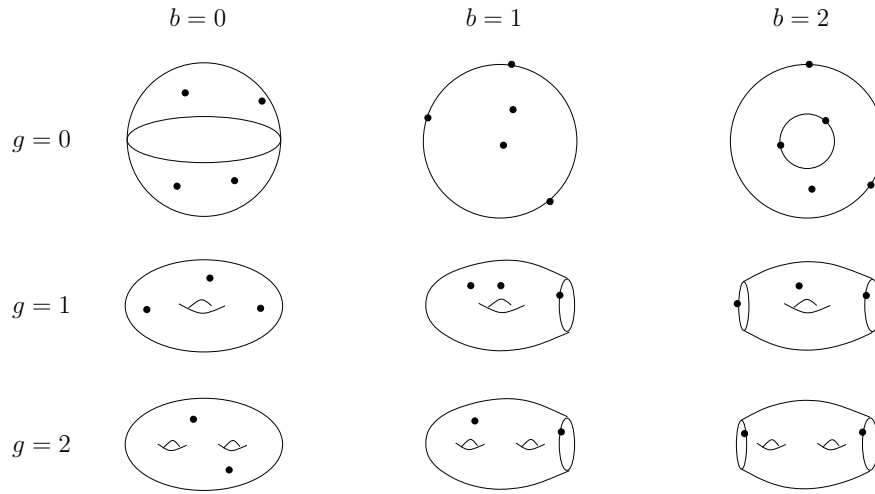 b = 0 b = 1 b = 2
g = 0
g = 1
g = 2